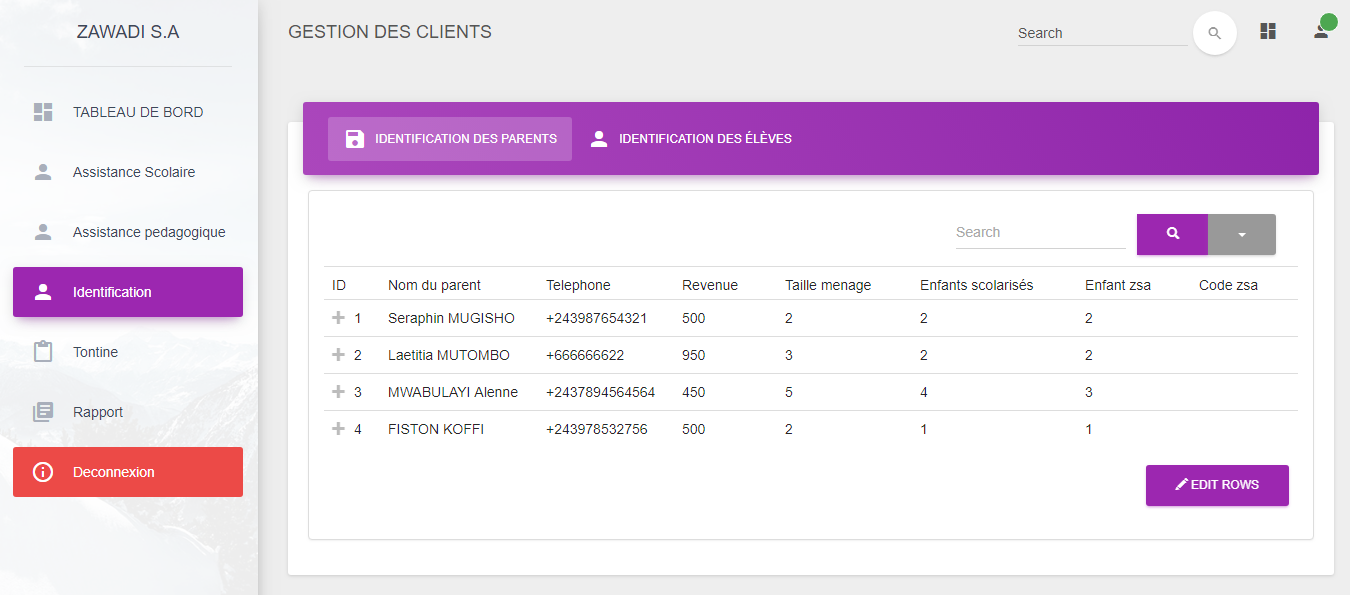 ZAWADI S.A
TABLEAU DE BORD
Assistance Scolaire
Assistance pedagogique
Identification
Tontine
Rapport
Deconnexion
GESTION DES CLIENTS
Search
IDENTIFICATION DES PARENTS
IDENTIFICATION DES ÉLÈVES
Search
ID Nom du parent Telephone Revenue Taille menage Enfants scolarisés Enfant zsa Code zsa
1 Seraphin MUGISHO +243987654321 500 2 2 2
2 Laetitia MUTOMBO +666666622 950 3 2 2
3 MWABULAYI Alenne +2437894564564 450 5 4 3
4 FISTON KOFFI +243978532756 500 2 1 1
EDIT ROWS